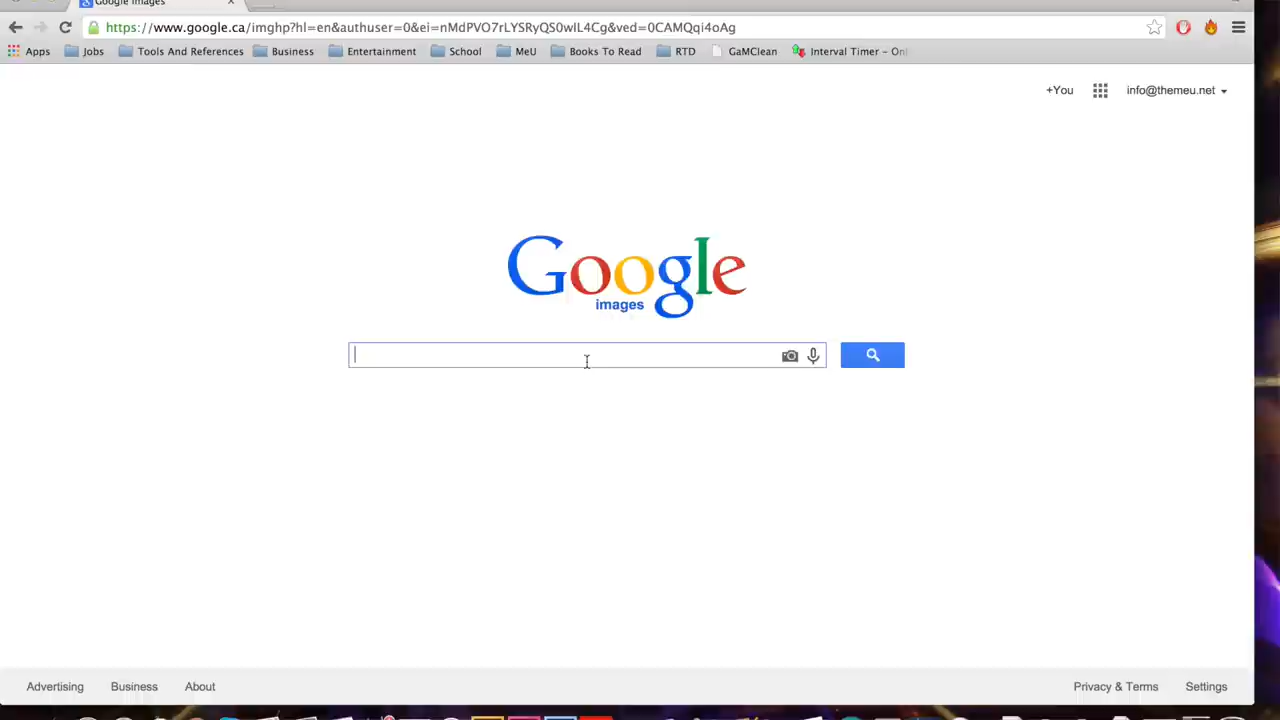 Google Images
https://www.google.ca/imghp?hl=en&authuser=0&ei=nMdPVO7rLYSRyQS0wIL4Cg&ved=0CAMQqi4oAg
Apps Jobs Tools And References Business Entertainment School MeU Books To Read RTD GaMClean Interval Timer – Onl
+You info@themeu.net
Google
images
Advertising Business About Privacy & Terms Settings